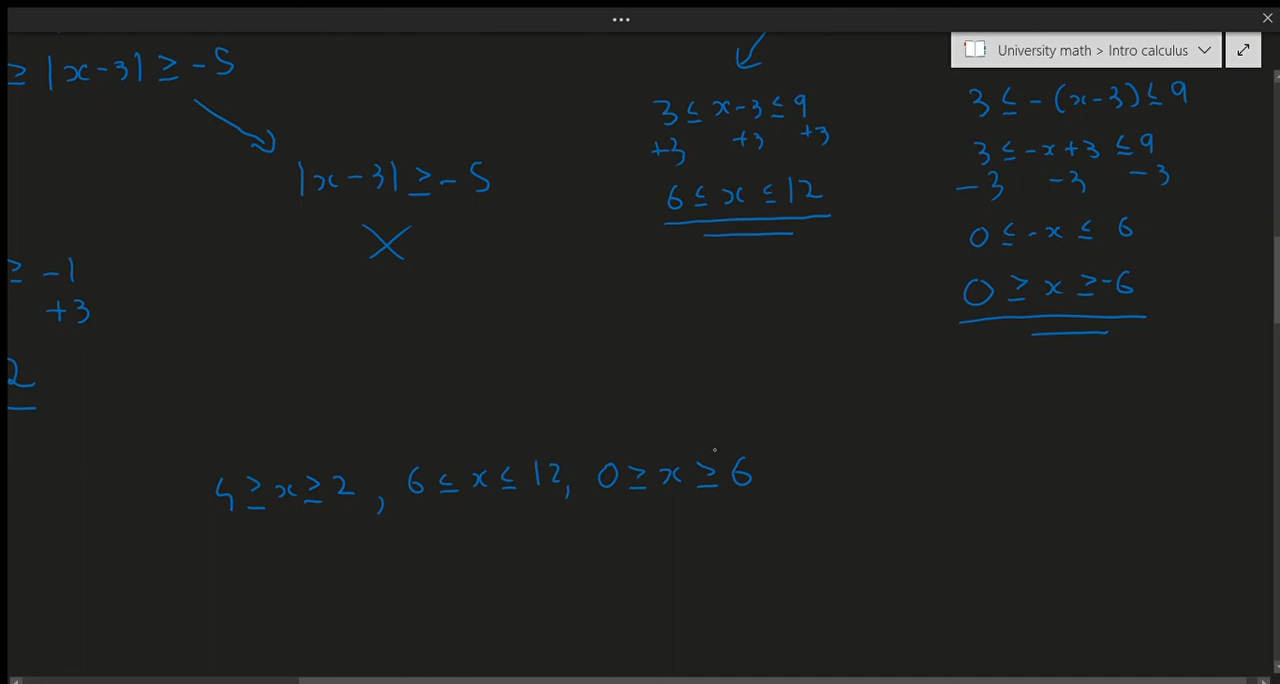 University math > Intro calculus
≥ |x-3| ≥ -5
|x-3| ≥ -5
≥ -1
+3
2
3 ≤ x-3 ≤ 9
+3 +3 +3
6 ≤ x ≤ 12
3 ≤ -(x-3) ≤ 9
3 ≤ -x+3 ≤ 9
-3 -3 -3
0 ≤ -x ≤ 6
0 ≥ x ≥ -6
4 ≥ x ≥ 2, 6 ≤ x ≤ 12, 0 ≥ x ≥ 6